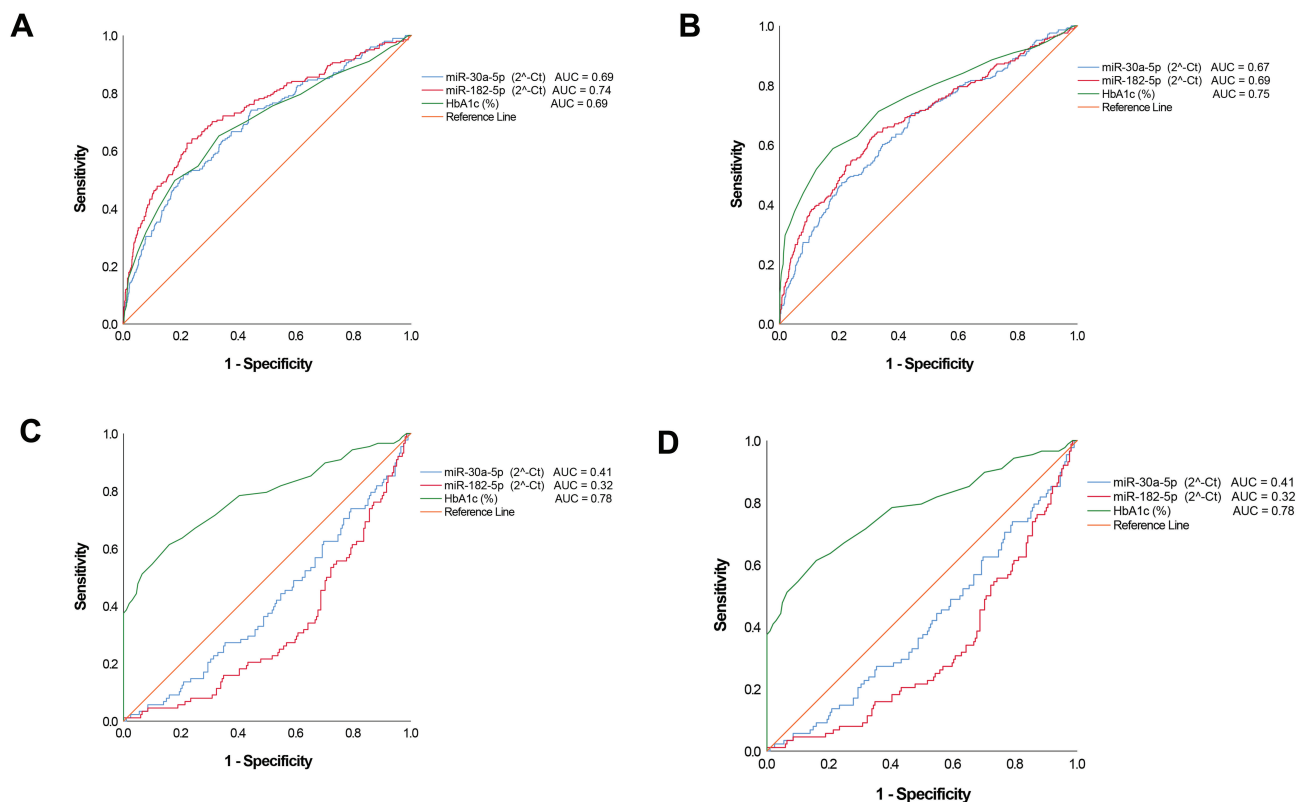 A
1.0
0.8
0.6
0.4
0.2
0.0
0.0 0.2 0.4 0.6 0.8 1.0
Sensitivity
1 - Specificity
miR-30a-5p (2^-Ct) AUC = 0.69
miR-182-5p (2^-Ct) AUC = 0.74
HbA1c (%) AUC = 0.69
Reference Line
B
1.0
0.8
0.6
0.4
0.2
0.0
0.0 0.2 0.4 0.6 0.8 1.0
Sensitivity
1 - Specificity
miR-30a-5p (2^-Ct) AUC = 0.67
miR-182-5p (2^-Ct) AUC = 0.69
HbA1c (%) AUC = 0.75
Reference Line
C
1.0
0.8
0.6
0.4
0.2
0.0
0.0 0.2 0.4 0.6 0.8 1.0
Sensitivity
1 - Specificity
miR-30a-5p (2^-Ct) AUC = 0.41
miR-182-5p (2^-Ct) AUC = 0.32
HbA1c (%) AUC = 0.78
Reference Line
D
1.0
0.8
0.6
0.4
0.2
0.0
0.0 0.2 0.4 0.6 0.8 1.0
Sensitivity
1 - Specificity
miR-30a-5p (2^-Ct) AUC = 0.41
miR-182-5p (2^-Ct) AUC = 0.32
HbA1c (%) AUC = 0.78
Reference Line